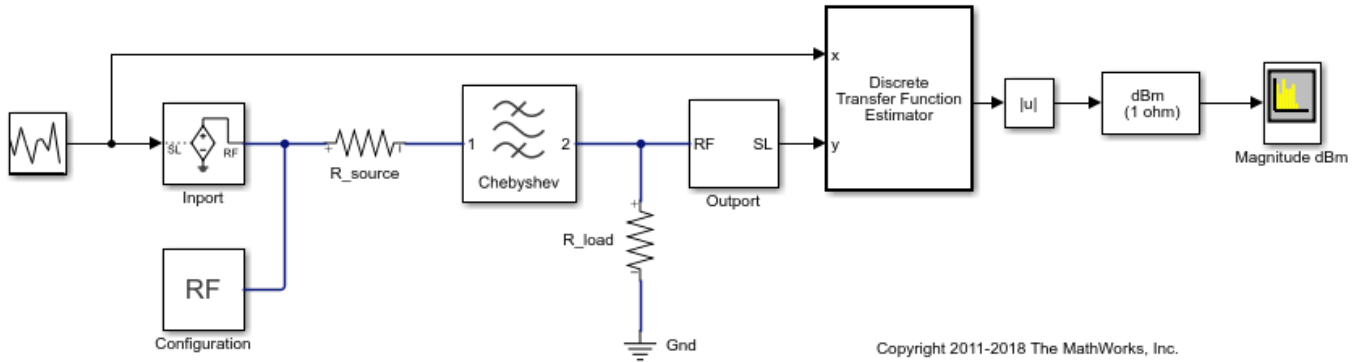 x
Discrete
Transfer Function
Estimator
y
|u|
dBm
(1 ohm)
Magnitude dBm
SL
RF
Inport
+
R_source
1
2
Chebyshev
RF
SL
Outport
+
R_load
Gnd
RF
Configuration
Copyright 2011-2018 The MathWorks, Inc.